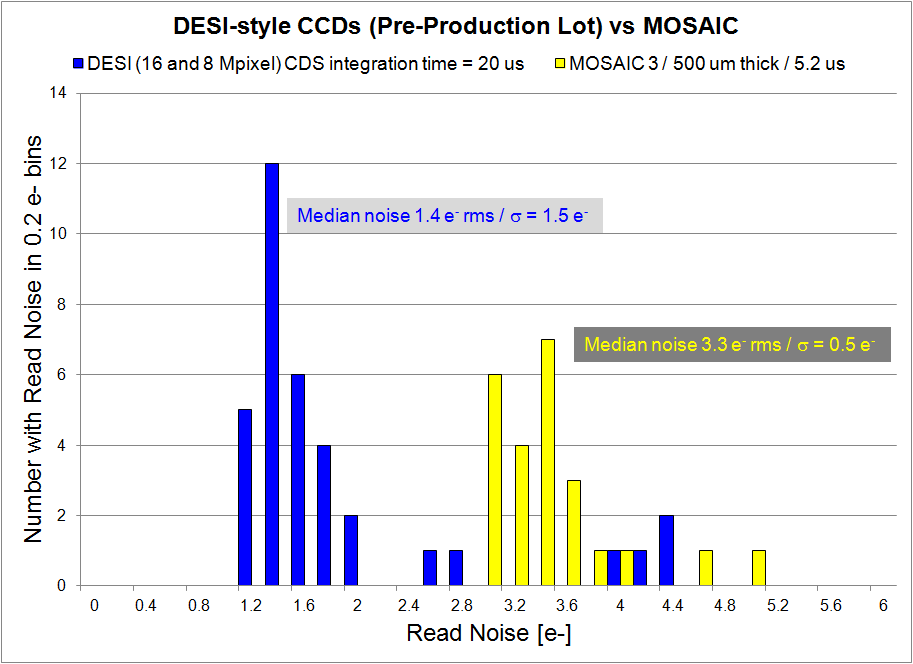 DESI-style CCDs (Pre-Production Lot) vs MOSAIC
DESI (16 and 8 Mpixel) CDS integration time = 20 us
MOSAIC 3 / 500 um thick / 5.2 us
Number with Read Noise in 0.2 e- bins
14
12
10
8
6
4
2
0
Median noise 1.4 e- rms / σ = 1.5 e-
Median noise 3.3 e- rms / σ = 0.5 e-
0 0.4 0.8 1.2 1.6 2 2.4 2.8 3.2 3.6 4 4.4 4.8 5.2 5.6 6
Read Noise [e-]